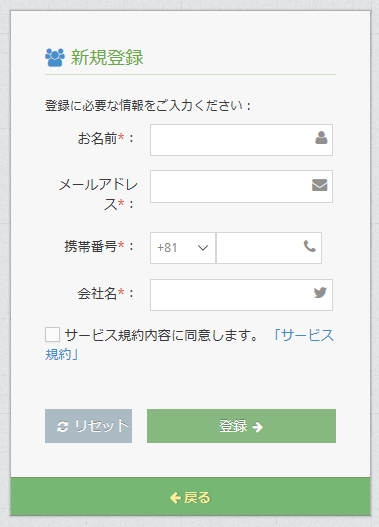 新規登録
登録に必要な情報をご入力ください：
お名前*：
メールアドレ
ス*：
携帯番号*： +81
会社名*：
サービス規約内容に同意します。 「サービス
規約」
リセット 登録
戻る